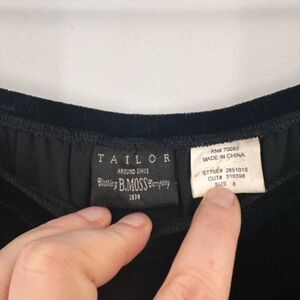 TAILOR
AROUND SINCE
Clothing B.MOSS Company
1939
RN# 70093
MADE IN CHINA
STYLE# 2851016
CUT# 516598
SIZE 8